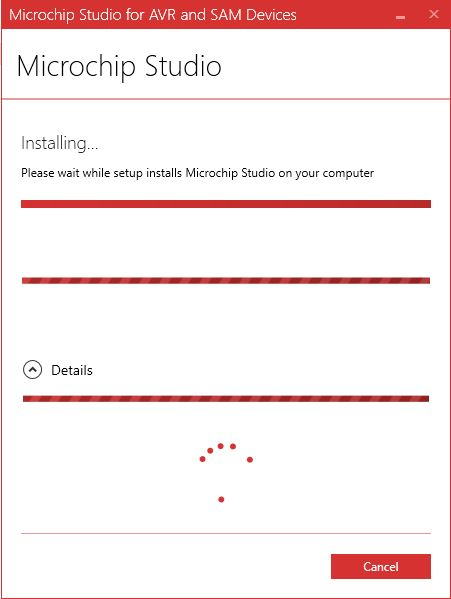 Microchip Studio for AVR and SAM Devices
Microchip Studio
Installing...
Please wait while setup installs Microchip Studio on your computer
Details
Cancel